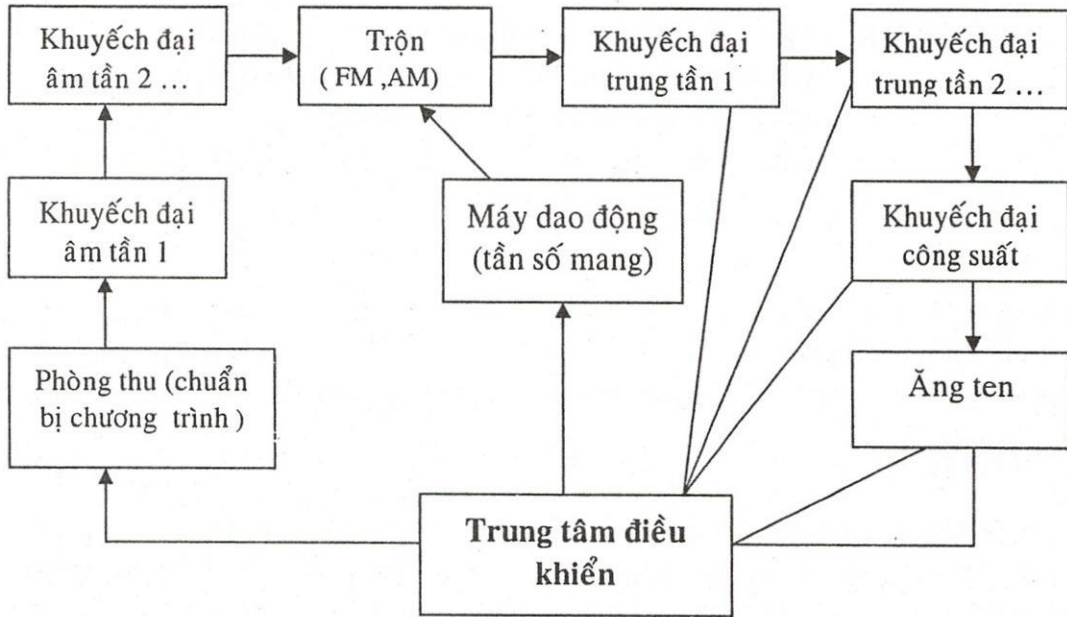 Khuyếch đại
âm tần 2 ...
Trộn
( FM ,AM)
Khuyếch đại
trung tần 1
Khuyếch đại
trung tần 2 ...
Khuyếch đại
âm tần 1
Máy dao động
(tần số mang)
Khuyếch đại
công suất
Phòng thu (chuẩn
bị chương trình )
Ăng ten
Trung tâm điều
khiển